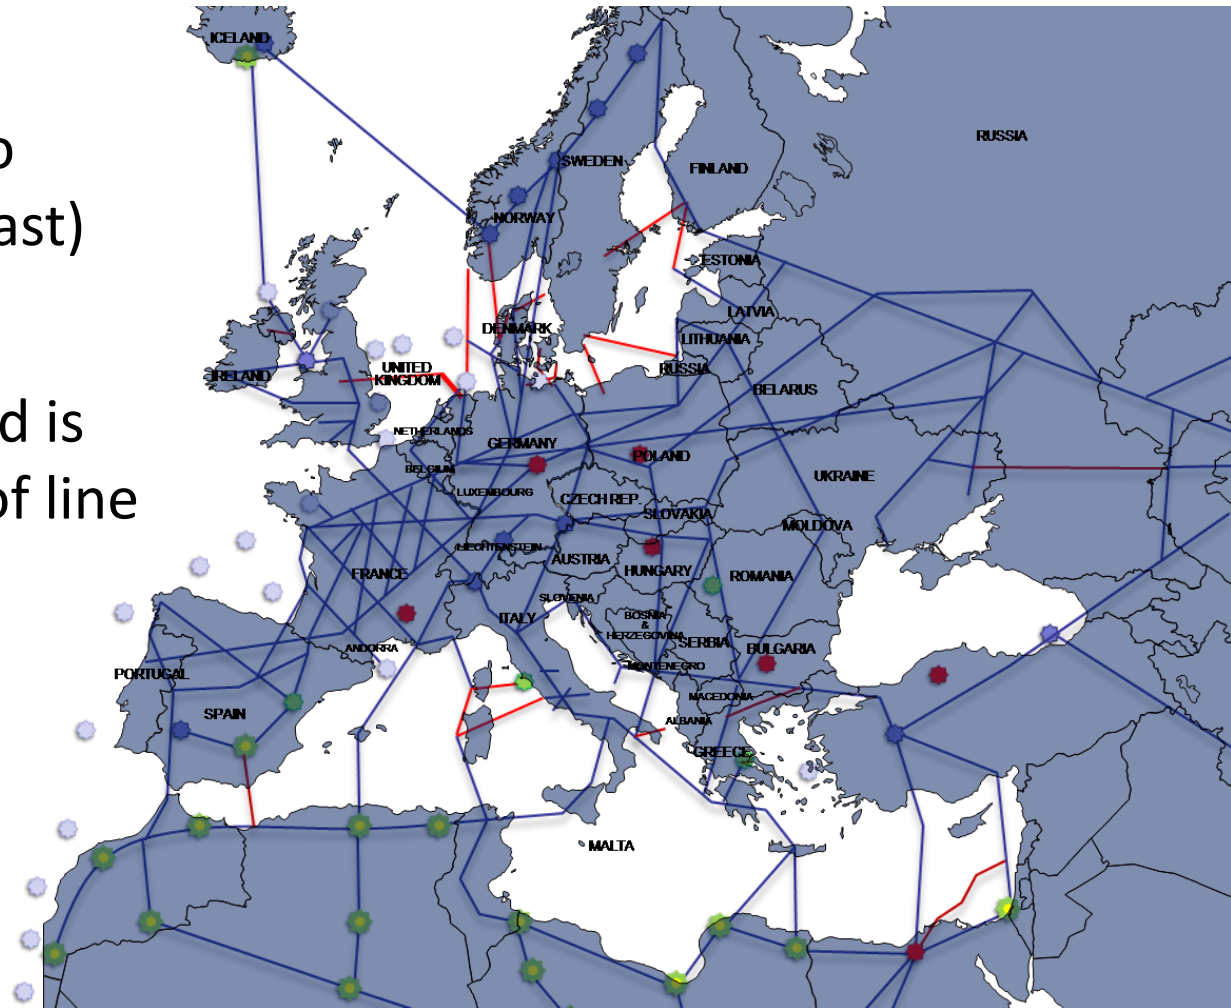 o
ast)
d is
of line
ICELAND
RUSSIA
SWEDEN
FINLAND
NORWAY
ESTONIA
LATVIA
DENMARK
LITHUANIA
UNITED
KINGDOM
IRELAND
RUSSIA
BELARUS
NETHERLANDS
GERMANY
POLAND
BELGIUM
UKRAINE
LUXEMBOURG
CZECH REP.
SLOVAKIA
MOLDOVA
LIECHTENSTEIN
AUSTRIA
FRANCE
HUNGARY
ROMANIA
SLOVENIA
ITALY
BOSNIA
&
HERZEGOVINA
SERBIA
ANDORRA
BULGARIA
MONTENEGRO
PORTUGAL
MACEDONIA
SPAIN
ALBANIA
GREECE
MALTA